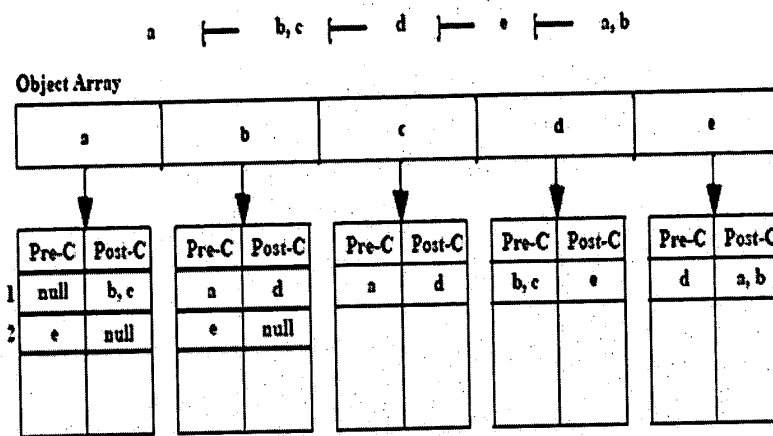 a b, c d e a, b
Object Array
a b c d e
Pre-C Post-C Pre-C Post-C Pre-C Post-C Pre-C Post-C Pre-C Post-C
1 null b, c a d a d b, c e d a, b
2 e null e null